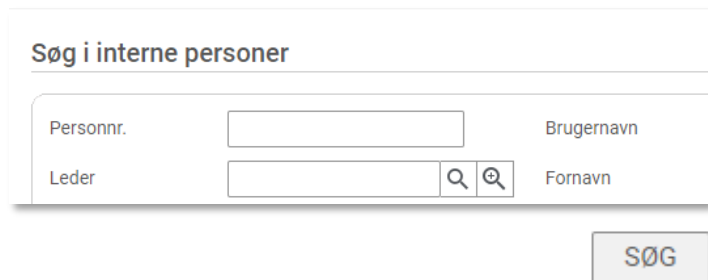 Søg i interne personer
Personnr. Brugernavn
Leder Fornavn
SØG